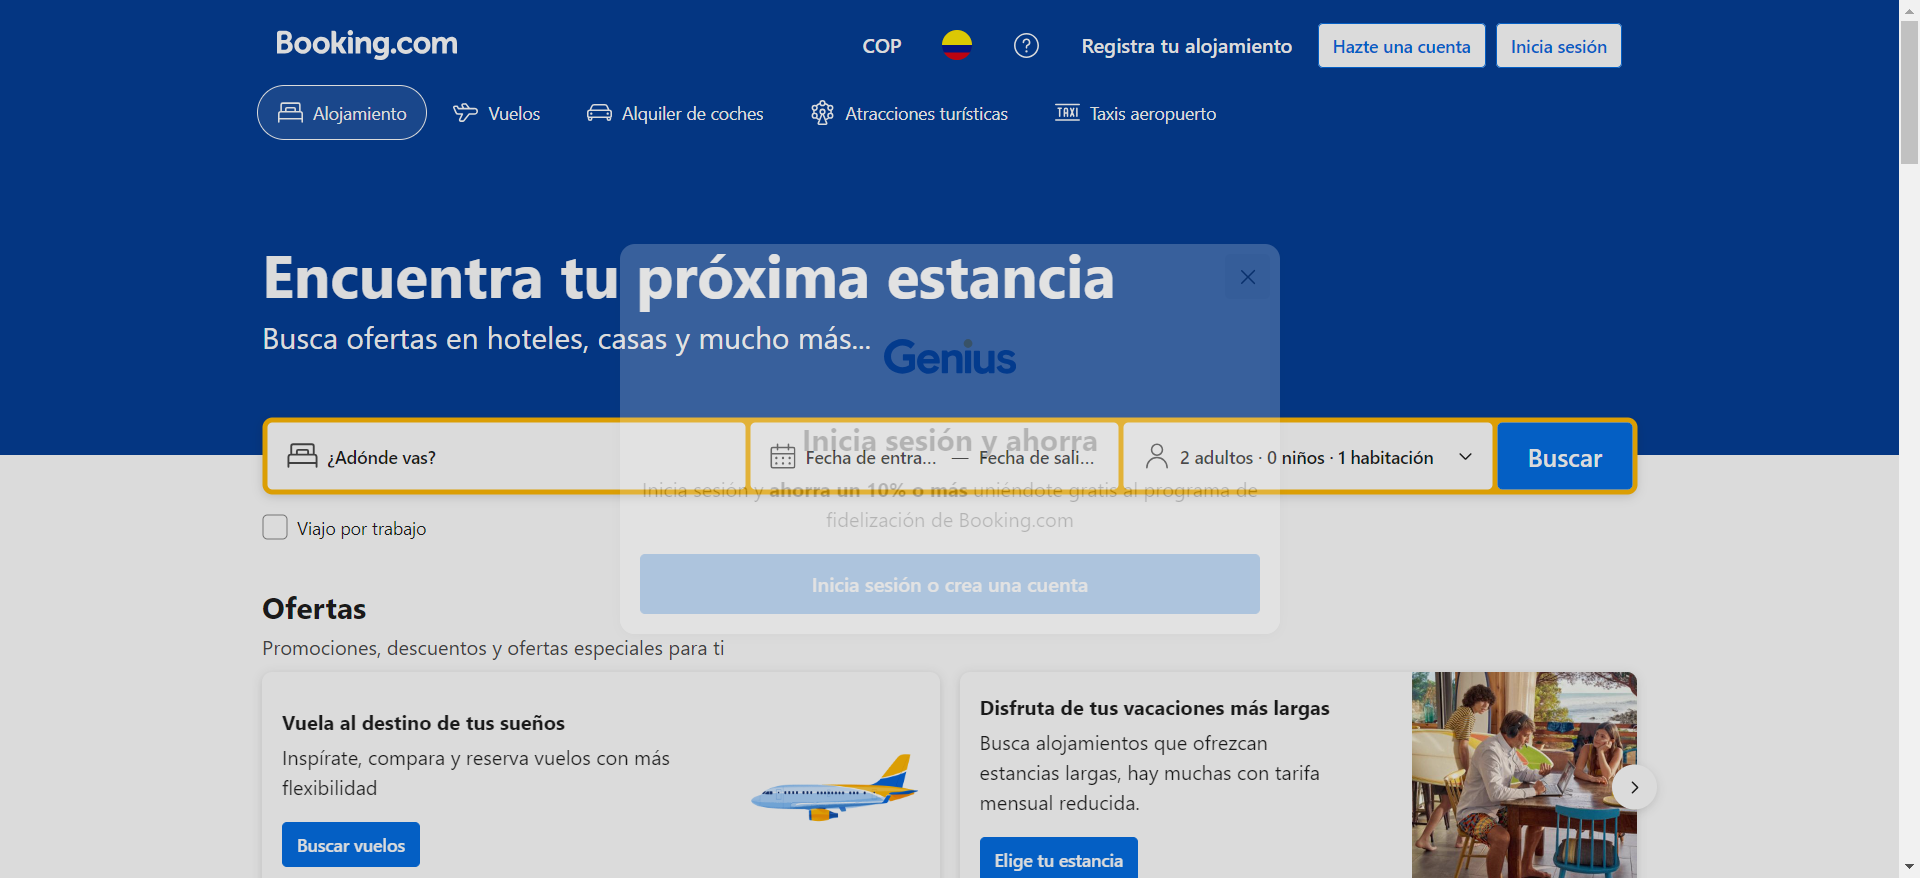 Booking.com
COP
Registra tu alojamiento
Hazte una cuenta
Inicia sesión
Alojamiento
Vuelos
Alquiler de coches
Atracciones turísticas
TAXI
Taxis aeropuerto
Encuentra tu próxima estancia
Busca ofertas en hoteles, casas y mucho más...
Genius
Inicia sesión y ahorra
¿Adónde vas?
Fecha de entra... — Fecha de sali...
2 adultos · 0 niños · 1 habitación
Buscar
Inicia sesión y ahorra un 10% o más uniéndote gratis al programa de
fidelización de Booking.com
Viajo por trabajo
Inicia sesión o crea una cuenta
Ofertas
Promociones, descuentos y ofertas especiales para ti
Vuela al destino de tus sueños
Inspírate, compara y reserva vuelos con más
flexibilidad
Buscar vuelos
Disfruta de tus vacaciones más largas
Busca alojamientos que ofrezcan
estancias largas, hay muchas con tarifa
mensual reducida.
Elige tu estancia